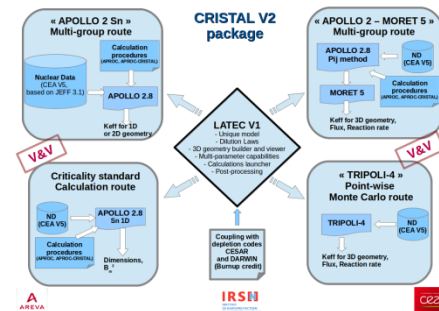 CRISTAL V2
package
« APOLLO 2 Sn »
Multi-group route
Calculation
procedures
(APROC, APROC-CRISTAL)
Nuclear Data
(CEA V5,
based on JEFF 3.1)
APOLLO 2.8
Keff for 1D
or 2D geometry
« APOLLO 2 – MORET 5 »
Multi-group route
APOLLO 2.8
Pij method
ND
(CEA V5)
MORET 5
Calculation
procedures
(APROC, APROC-CRISTAL)
Keff for 3D geometry,
Flux, Reaction rate
LATEC V1
- Unique model
- Dilution Laws
- 3D geometry builder and viewer
- Multi-parameter capabilities
- Calculations launcher
- Post-processing
V&V
V&V
Criticality standard
Calculation route
ND
(CEA V5)
APOLLO 2.8
Sn 1D
Calculation
procedures
(APROC, APROC-CRISTAL)
Dimensions,
« TRIPOLI-4 »
Point-wise
Monte Carlo route
TRIPOLI-4
ND
(CEA V5)
Keff for 3D geometry,
Flux, Reaction rate
Coupling with
depletion codes
CESAR
and DARWIN
(Burnup credit)
AREVA
IRSN
cea